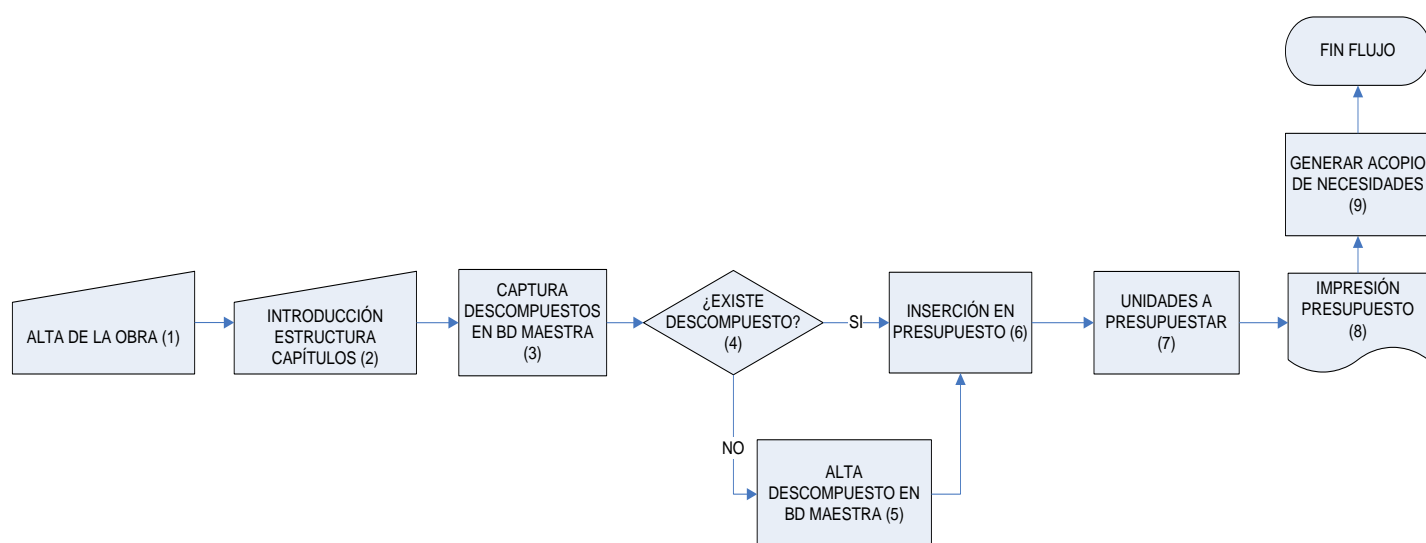 ALTA DE LA OBRA (1)
INTRODUCCIÓN
ESTRUCTURA
CAPÍTULOS (2)
CAPTURA
DESCOMPUESTOS
EN BD MAESTRA
(3)
¿EXISTE
DESCOMPUESTO?
(4)
SI
NO
ALTA
DESCOMPUESTO EN
BD MAESTRA (5)
INSERCIÓN EN
PRESUPUESTO (6)
UNIDADES A
PRESUPUESTAR
(7)
IMPRESIÓN
PRESUPUESTO
(8)
GENERAR ACOPIO
DE NECESIDADES
(9)
FIN FLUJO